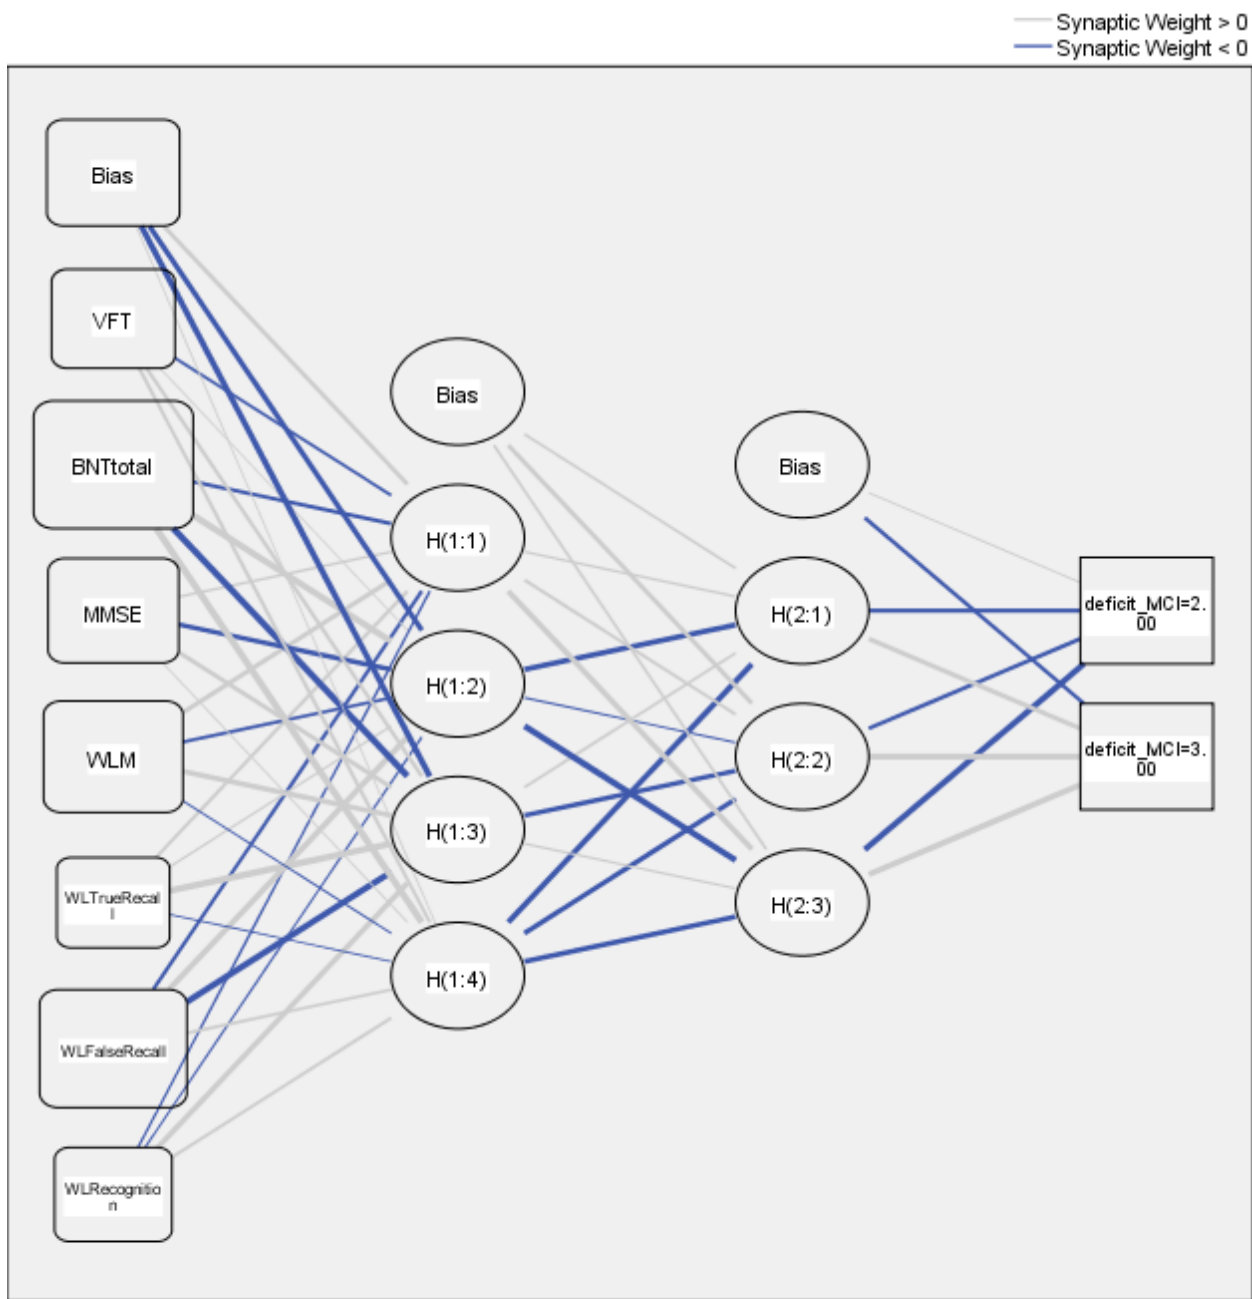 Synaptic Weight > 0
Synaptic Weight < 0
Bias
VFT
BNTtotal
MMSE
WLM
WLTrueRecal
l
WLFalseRecall
WLRecognitio
n
Bias
H(1:1)
H(1:2)
H(1:3)
H(1:4)
Bias
H(2:1)
H(2:2)
H(2:3)
deficit_MCI=2.
00
deficit_MCI=3.
00